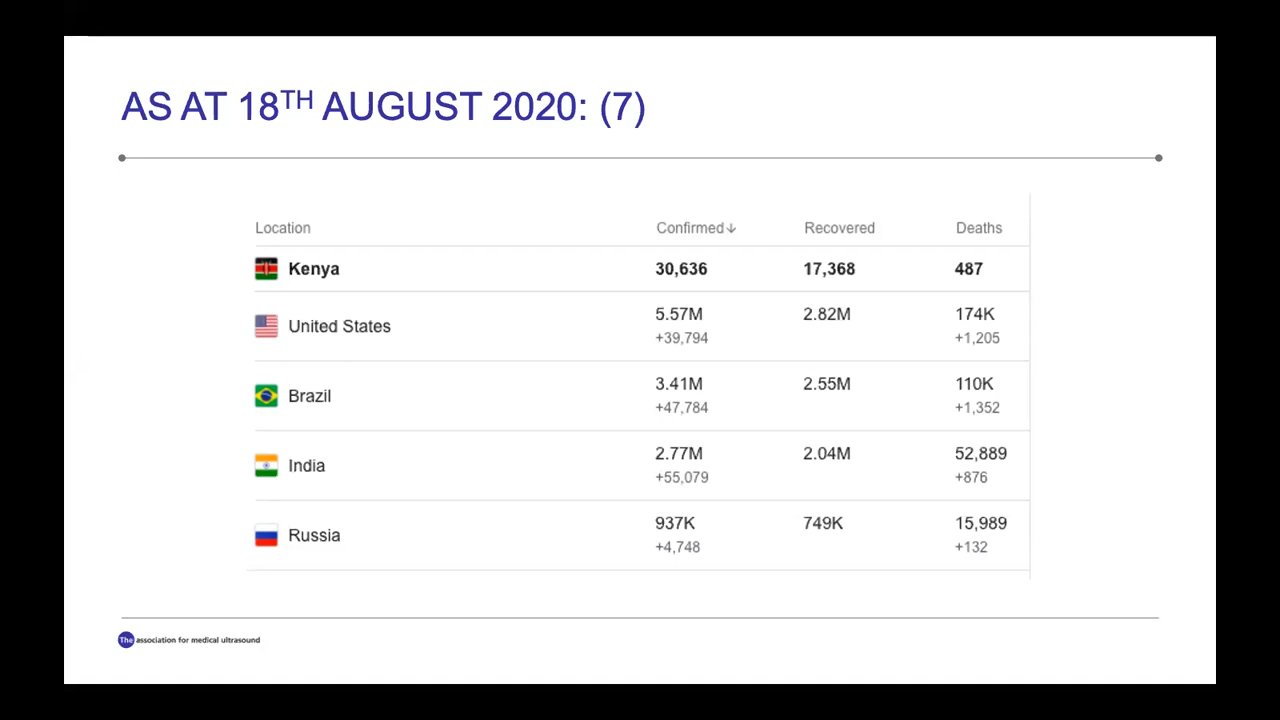 AS AT 18TH AUGUST 2020: (7)
Location Confirmed↓ Recovered Deaths
Kenya 30,636 17,368 487
United States 5.57M 2.82M 174K
+39,794 +1,205
Brazil 3.41M 2.55M 110K
+47,784 +1,352
India 2.77M 2.04M 52,889
+55,079 +876
Russia 937K 749K 15,989
+4,748 +132
The association for medical ultrasound